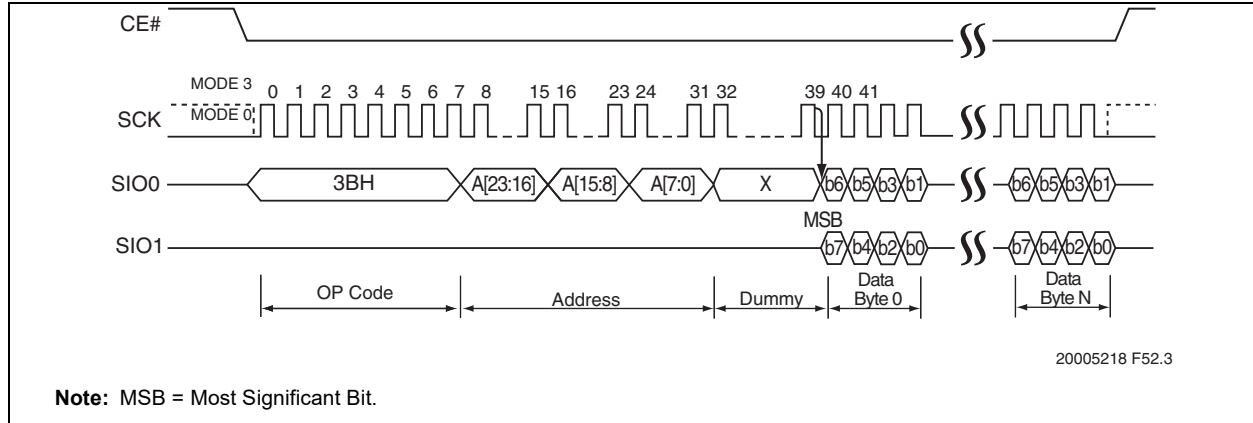 CE#
MODE 3
0 1 2 3 4 5 6 7 8 15 16 23 24 31 32 39 40 41
SCK
MODE 0
SIO0
3BH A[23:16] A[15:8] A[7:0] X b6 b5 b3 b1 b6 b5 b3 b1
MSB
SIO1
b7 b4 b2 b0 b7 b4 b2 b0
OP Code Address Dummy Data Byte 0 Data Byte N
20005218 F52.3
Note: MSB = Most Significant Bit.